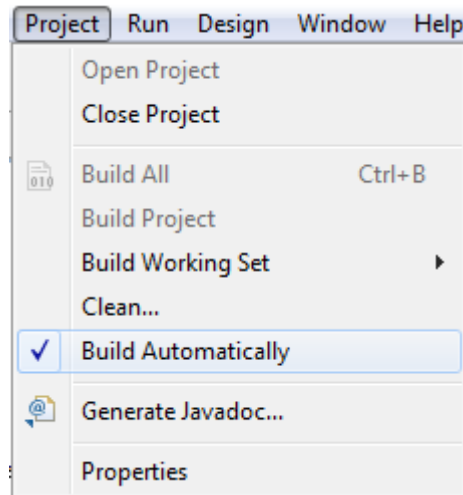 Project Run Design Window Help
Open Project
Close Project
010
Build All Ctrl+B
Build Project
Build Working Set
Clean...
Build Automatically
@
Generate Javadoc...
Properties